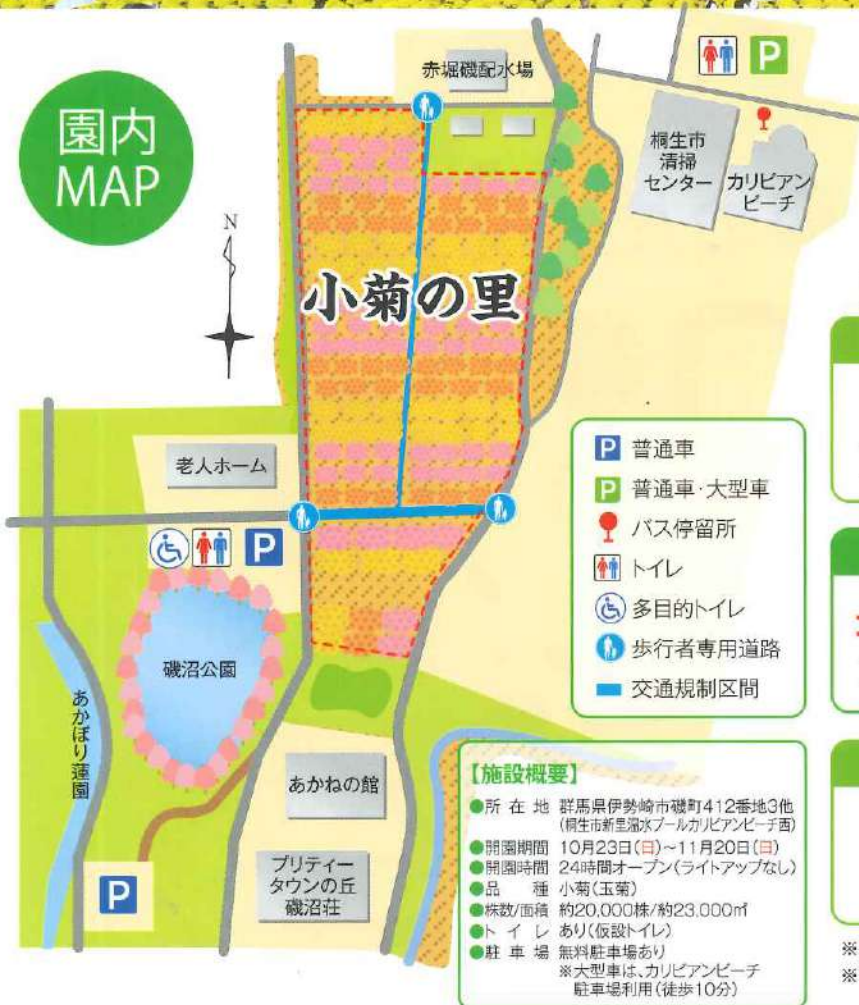 園内
MAP
N
赤堀磯配水場
P
桐生市
清掃
センター
カリビアン
ビーチ
小菊の里
老人ホーム
P
磯沼公園
あかぼり蓮園
あかねの館
プリティー
タウンの丘
磯沼荘
P
P 普通車
P 普通車・大型車
バス停留所
トイレ
多目的トイレ
歩行者専用道路
交通規制区間
【施設概要】
●所在地 群馬県伊勢崎市磯町412番地3他
(桐生市新里温水プールカリビアンビーチ西)
●開園期間 10月23日(日)~11月20日(日)
●開園時間 24時間オープン(ライトアップなし)
●品種 小菊(玉菊)
●株数/面積 約20,000株/約23,000㎡
●トイレ あり(仮設トイレ)
●駐車場 無料駐車場あり
※大型車は、カリビアンビーチ
駐車場利用(徒歩10分)
※
※